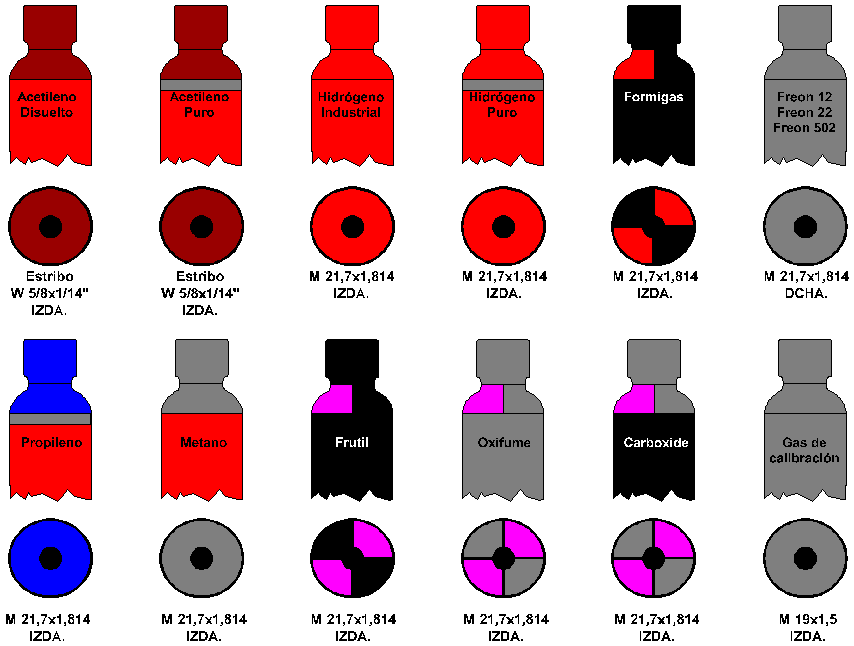 Acetileno
Disuelto
Acetileno
Puro
Hidrógeno
Industrial
Hidrógeno
Puro
Formigas
Freon 12
Freon 22
Freon 502
Estribo
W 5/8x1/14"
IZDA.
Estribo
W 5/8x1/14"
IZDA.
M 21,7x1,814
IZDA.
M 21,7x1,814
IZDA.
M 21,7x1,814
IZDA.
M 21,7x1,814
DCHA.
Propileno
Metano
Frutil
Oxifume
Carboxide
Gas de
calibración
M 21,7x1,814
IZDA.
M 21,7x1,814
IZDA.
M 21,7x1,814
IZDA.
M 21,7x1,814
IZDA.
M 21,7x1,814
IZDA.
M 19x1,5
IZDA.